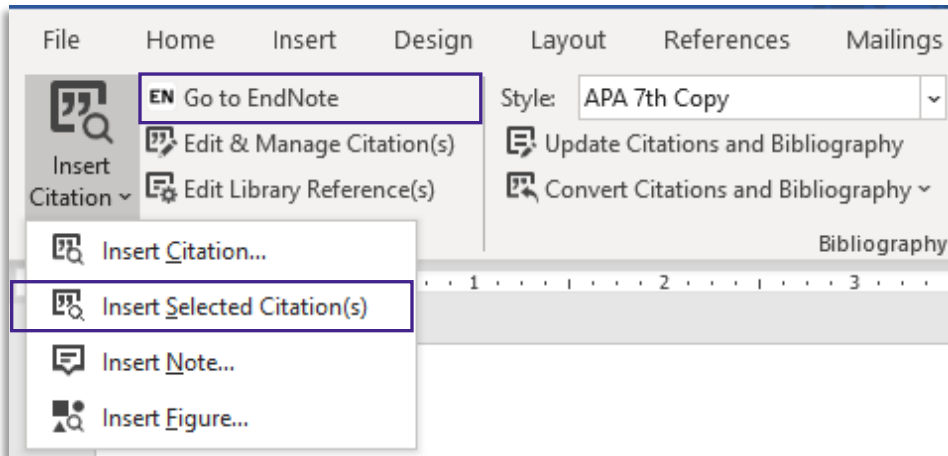 File Home Insert Design Layout References Mailings
EN Go to EndNote
Style: APA 7th Copy
Insert
Citation
Edit & Manage Citation(s)
Update Citations and Bibliography
Edit Library Reference(s)
Convert Citations and Bibliography
Bibliography
Insert Citation...
1 2 3
Insert Selected Citation(s)
Insert Note...
Insert Figure...